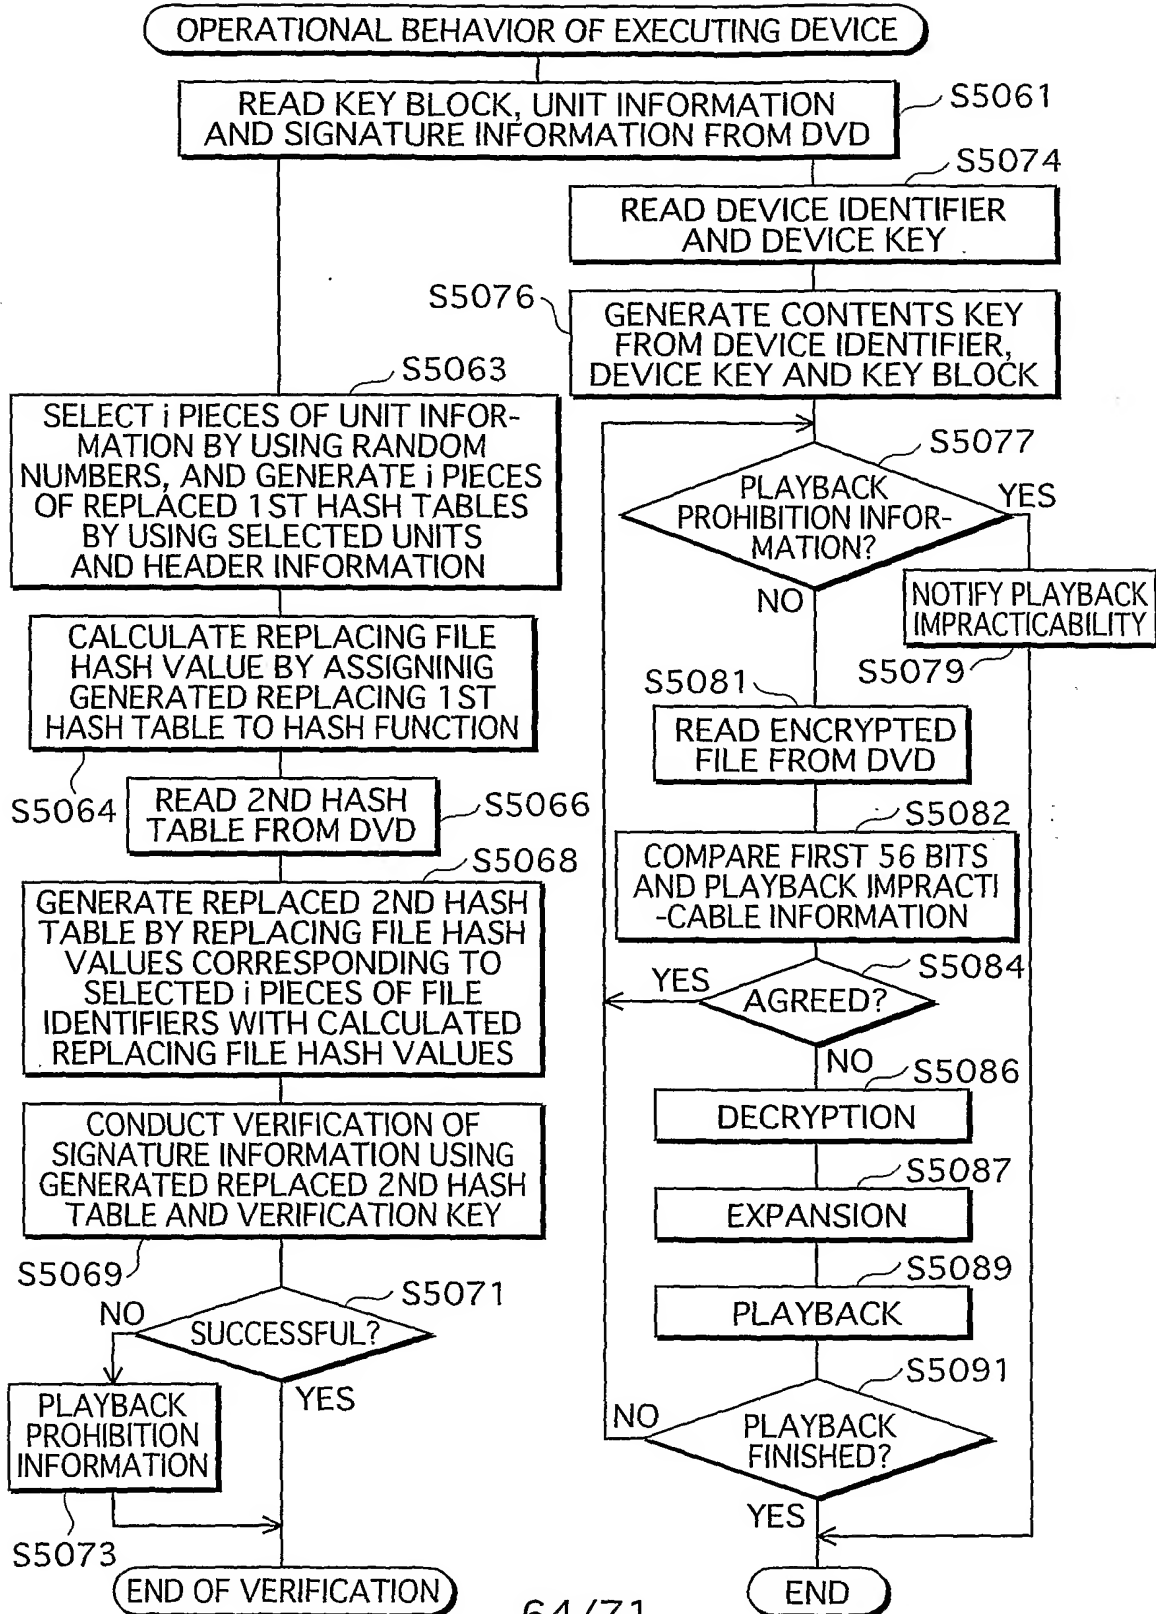 OPERATIONAL BEHAVIOR OF EXECUTING DEVICE
READ KEY BLOCK, UNIT INFORMATION
AND SIGNATURE INFORMATION FROM DVD
S5061
S5074
READ DEVICE IDENTIFIER
AND DEVICE KEY
S5076
GENERATE CONTENTS KEY
FROM DEVICE IDENTIFIER,
DEVICE KEY AND KEY BLOCK
S5063
SELECT i PIECES OF UNIT INFOR-
MATION BY USING RANDOM
NUMBERS, AND GENERATE i PIECES
OF REPLACED 1ST HASH TABLES
BY USING SELECTED UNITS
AND HEADER INFORMATION
CALCULATE REPLACING FILE
HASH VALUE BY ASSIGNINIG
GENERATED REPLACING 1ST
HASH TABLE TO HASH FUNCTION
S5064
READ 2ND HASH
TABLE FROM DVD
S5066
S5068
GENERATE REPLACED 2ND HASH
TABLE BY REPLACING FILE HASH
VALUES CORRESPONDING TO
SELECTED i PIECES OF FILE
IDENTIFIERS WITH CALCULATED
REPLACING FILE HASH VALUES
CONDUCT VERIFICATION OF
SIGNATURE INFORMATION USING
GENERATED REPLACED 2ND HASH
TABLE AND VERIFICATION KEY
S5069
S5071
NO
SUCCESSFUL?
YES
PLAYBACK
PROHIBITION
INFORMATION
S5073
END OF VERIFICATION
S5077
PLAYBACK
PROHIBITION INFOR-
MATION?
YES
NO
NOTIFY PLAYBACK
IMPRACTICABILITY
S5079
S5081
READ ENCRYPTED
FILE FROM DVD
S5082
COMPARE FIRST 56 BITS
AND PLAYBACK IMPRACTI
-CABLE INFORMATION
S5084
YES
AGREED?
NO
S5086
DECRYPTION
S5087
EXPANSION
S5089
PLAYBACK
S5091
NO
PLAYBACK
FINISHED?
YES
END
64/71